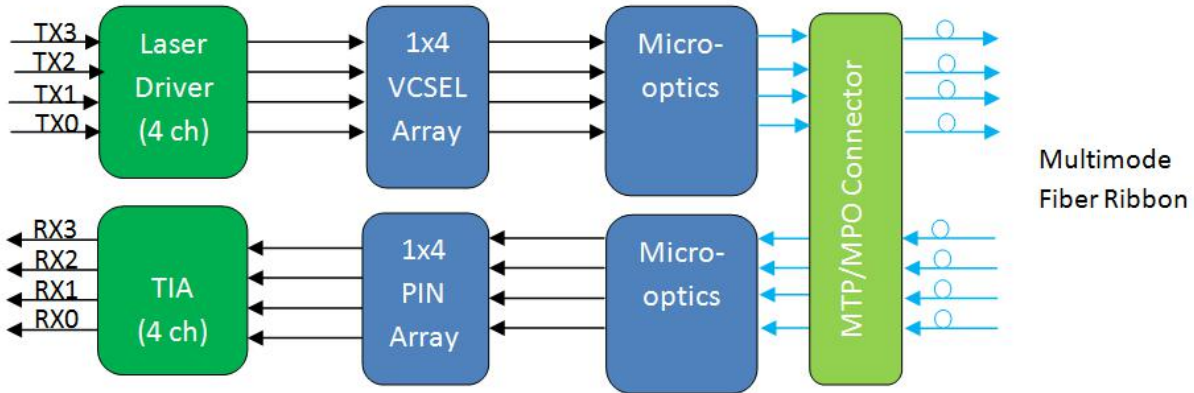 TX3
TX2
TX1
TX0
Laser
Driver
(4 ch)
1x4
VCSEL
Array
Micro-
optics
MTP/MPO Connector
Multimode
Fiber Ribbon
RX3
RX2
RX1
RX0
TIA
(4 ch)
1x4
PIN
Array
Micro-
optics